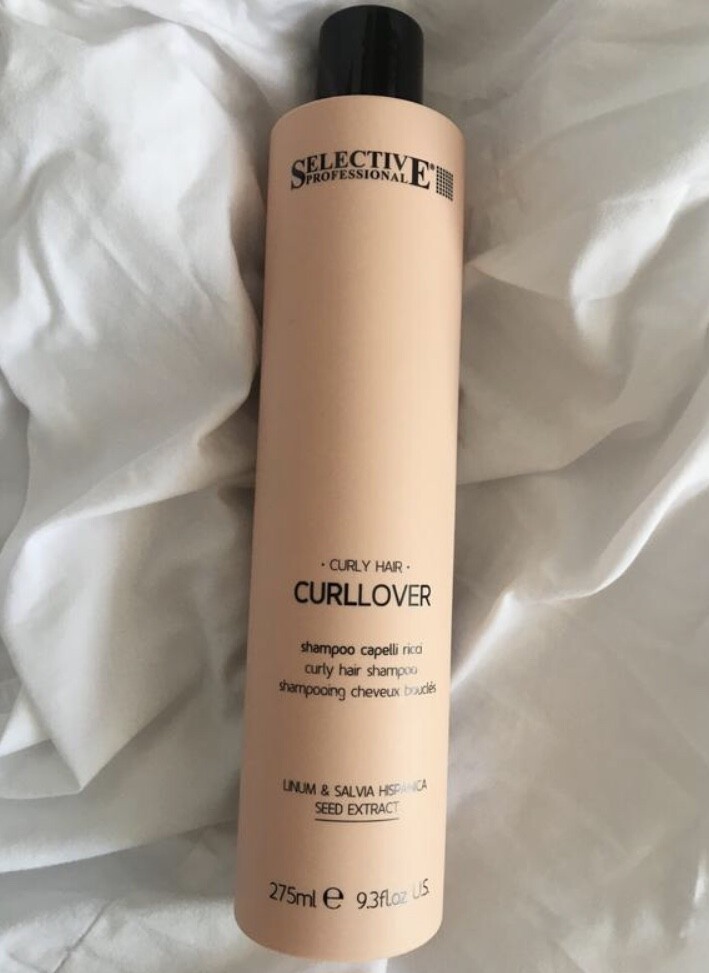 SELECTIVE®
PROFESSIONAL
· CURLY HAIR ·
CURLLOVER
shampoo capelli ricci
curly hair shampoo
shampooing cheveux bouclés
LINUM & SALVIA HISPANICA
SEED EXTRACT
275ml e 9.3fl.oz U.S.